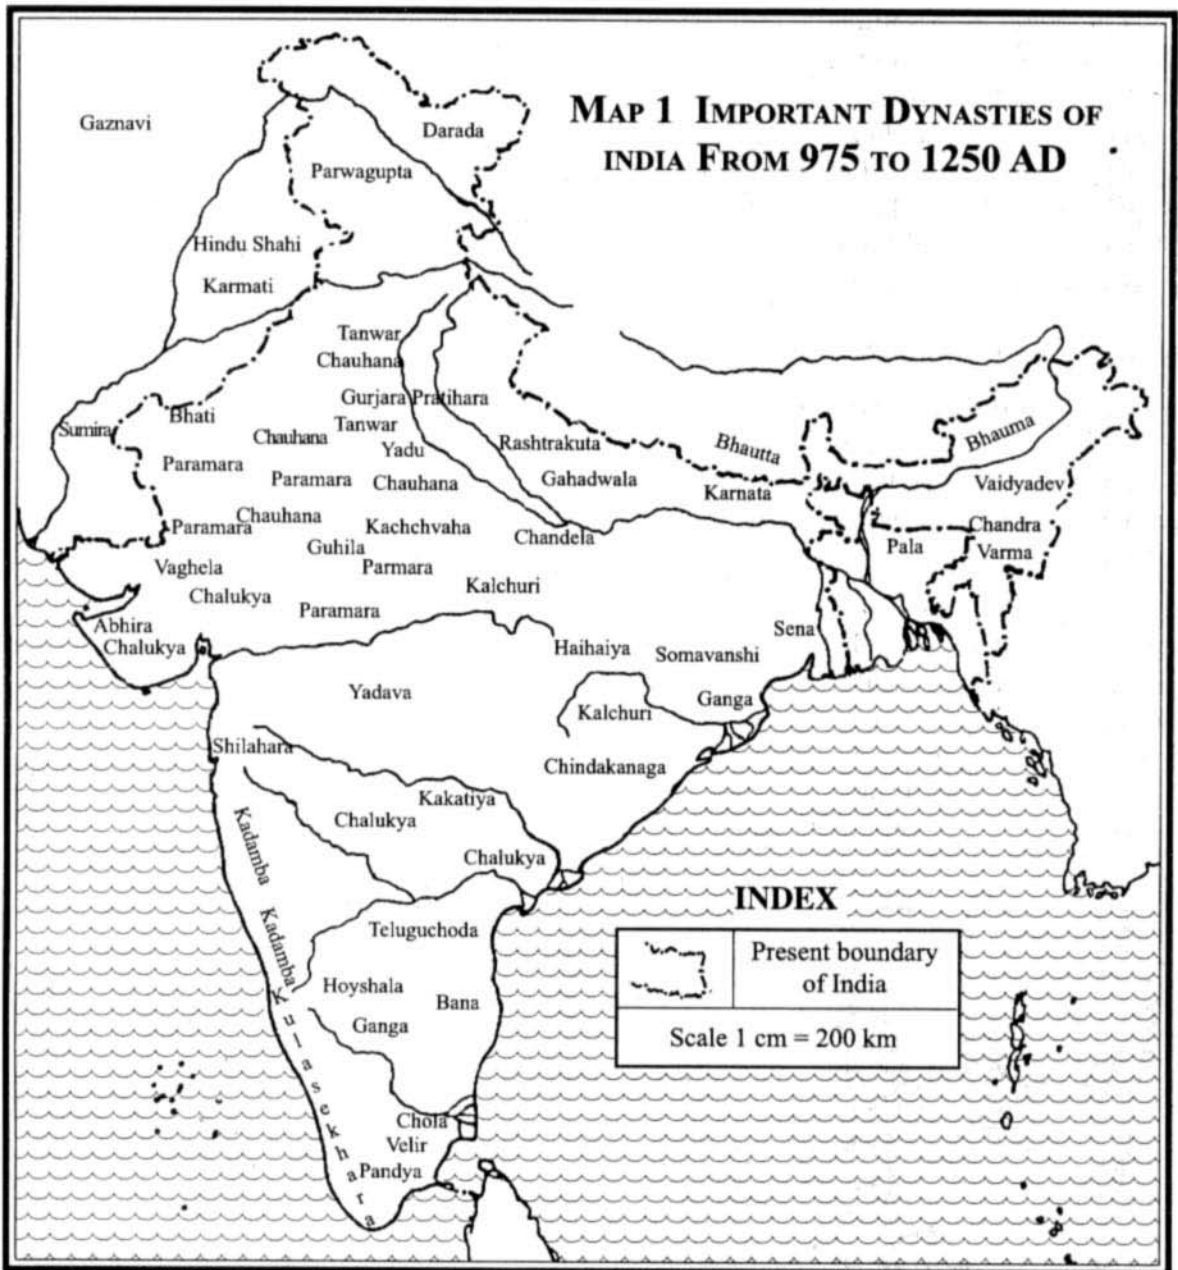 MAP 1 IMPORTANT DYNASTIES OF
INDIA FROM 975 TO 1250 AD
Gaznavi
Darada
Parwagupta
Hindu Shahi
Karmati
Tanwar
Chauhana
Gurjara Pratihara
Bhati
Tanwar
Sumira
Chauhana
Yadu
Rashtrakuta
Bhautta
Bhauma
Paramara
Paramara
Chauhana
Gahadwala
Karnata
Vaidyadev
Chauhana
Paramara
Kachchvaha
Chandela
Chandra
Guhila
Pala
Varma
Vaghela
Parmara
Kalchuri
Chalukya
Paramara
Abhira
Chalukya
Sena
Haihaiya
Somavanshi
Yadava
Ganga
Kalchuri
Shilahara
Chindakanaga
Kakatiya
Chalukya
Kadamba
Chalukya
Kadamba
Teluguchoda
Hoyshala
Bana
Ganga
Kulasekhara
Chola
Velir
Pandya
INDEX
Present boundary
of India
Scale 1 cm = 200 km